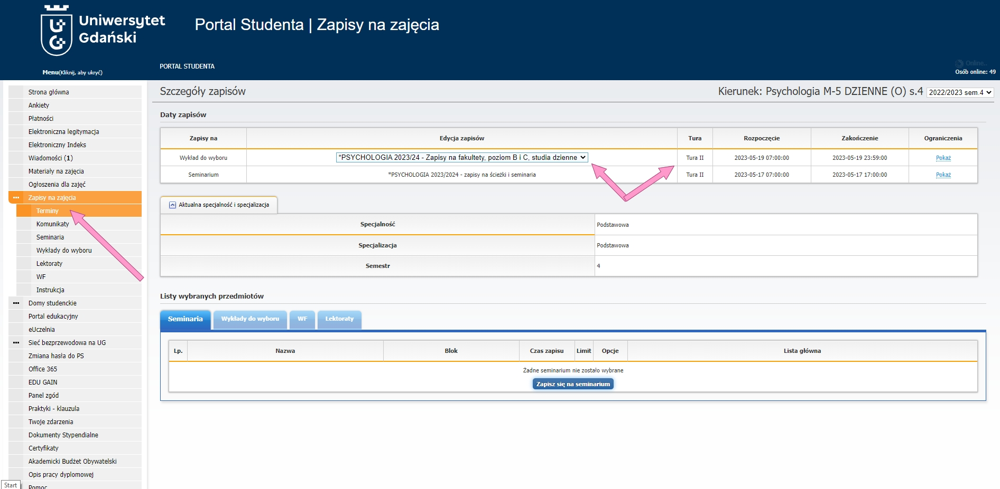 Uniwersytet
Gdański
Portal Studenta | Zapisy na zajęcia
Menu(Kliknij, aby ukryć)
PORTAL STUDENTA
Online..
Osób online: 49
Strona główna
Ankiety
Płatności
Elektroniczna legitymacja
Elektroniczny Indeks
Wiadomości (1)
Materiały na zajęcia
Ogłoszenia dla zajęć
Zapisy na zajęcia
Terminy
Komunikaty
Seminaria
Wykłady do wyboru
Lektoraty
WF
Instrukcja
Domy studenckie
Portal edukacyjny
eUczelnia
Sieć bezprzewodowa na UG
Zmiana hasła do PS
Office 365
EDU GAIN
Panel zgód
Praktyki - klauzula
Twoje zdarzenia
Dokumenty Stypendialne
Certyfikaty
Akademicki Budżet Obywatelski
Opis pracy dyplomowej
Pomoc
Start
Szczegóły zapisów
Kierunek: Psychologia M-5 DZIENNE (O) s.4 2022/2023 sem.4
Daty zapisów
Zapisy na Edycja zapisów Tura Rozpoczęcie Zakończenie Ograniczenia
Wykład do wyboru *PSYCHOLOGIA 2023/24 - Zapisy na fakultety, poziom B i C, studia dzienne Tura II 2023-05-19 07:00:00 2023-05-19 23:59:00 Pokaż
Seminarium *PSYCHOLOGIA 2023/2024 - zapisy na ścieżki i seminaria Tura II 2023-05-17 07:00:00 2023-05-17 17:00:00 Pokaż
Aktualna specjalność i specjalizacja
Specjalność Podstawowa
Specjalizacja Podstawowa
Semestr 4
Listy wybranych przedmiotów
Seminaria Wykłady do wyboru WF Lektoraty
Lp. Nazwa Blok Czas zapisu Limit Opcje Lista główna
Żadne seminarium nie zostało wybrane
Zapisz się na seminarium